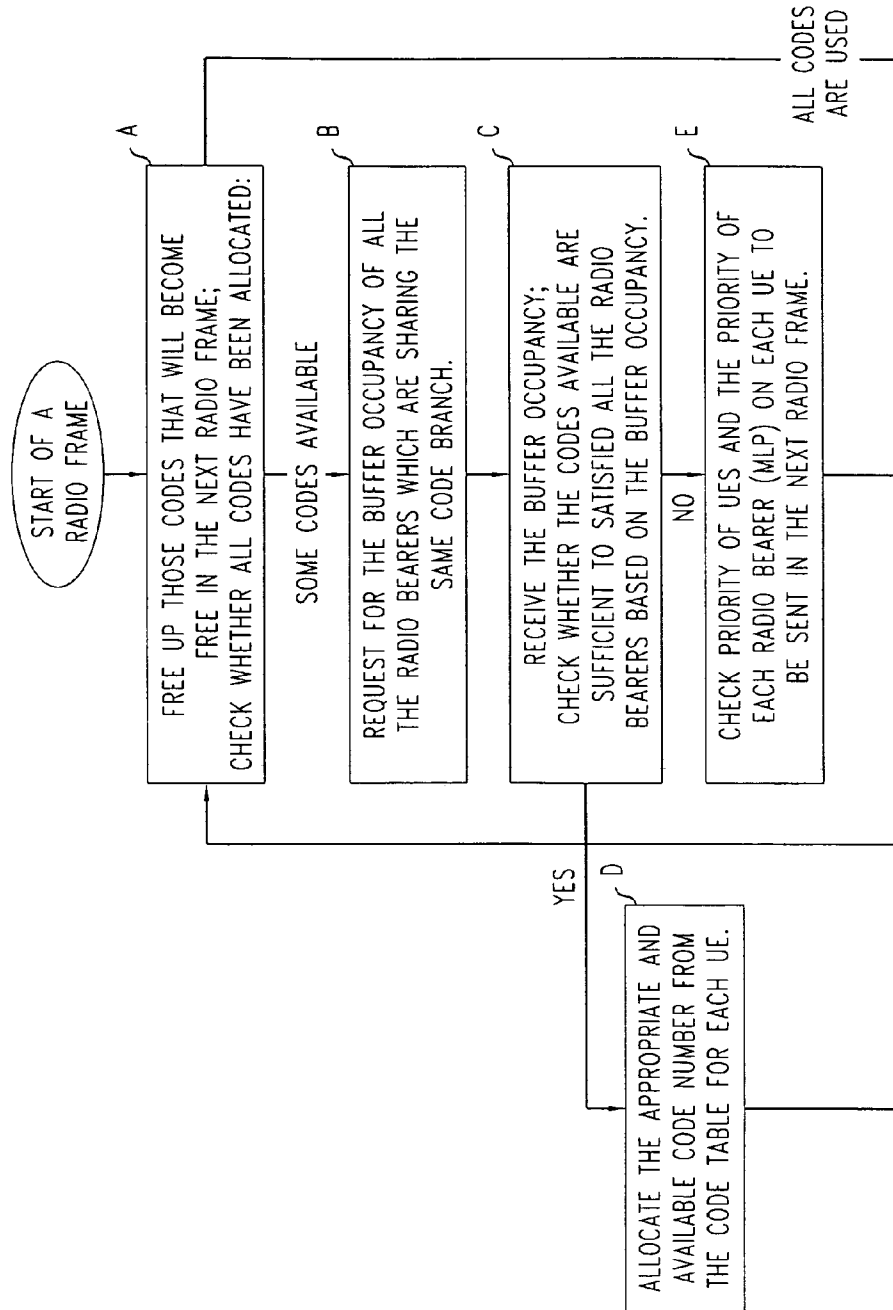 START OF A
RADIO FRAME
A
FREE UP THOSE CODES THAT WILL BECOME
FREE IN THE NEXT RADIO FRAME;
CHECK WHETHER ALL CODES HAVE BEEN ALLOCATED:
SOME CODES AVAILABLE
B
REQUEST FOR THE BUFFER OCCUPANCY OF ALL
THE RADIO BEARERS WHICH ARE SHARING THE
SAME CODE BRANCH.
C
RECEIVE THE BUFFER OCCUPANCY;
CHECK WHETHER THE CODES AVAILABLE ARE
SUFFICIENT TO SATISFIED ALL THE RADIO
BEARERS BASED ON THE BUFFER OCCUPANCY.
YES
D
ALLOCATE THE APPROPRIATE AND
AVAILABLE CODE NUMBER FROM
THE CODE TABLE FOR EACH UE.
NO
E
CHECK PRIORITY OF UES AND THE PRIORITY OF
EACH RADIO BEARER (MLP) ON EACH UE TO
BE SENT IN THE NEXT RADIO FRAME.
ALL CODES
ARE USED